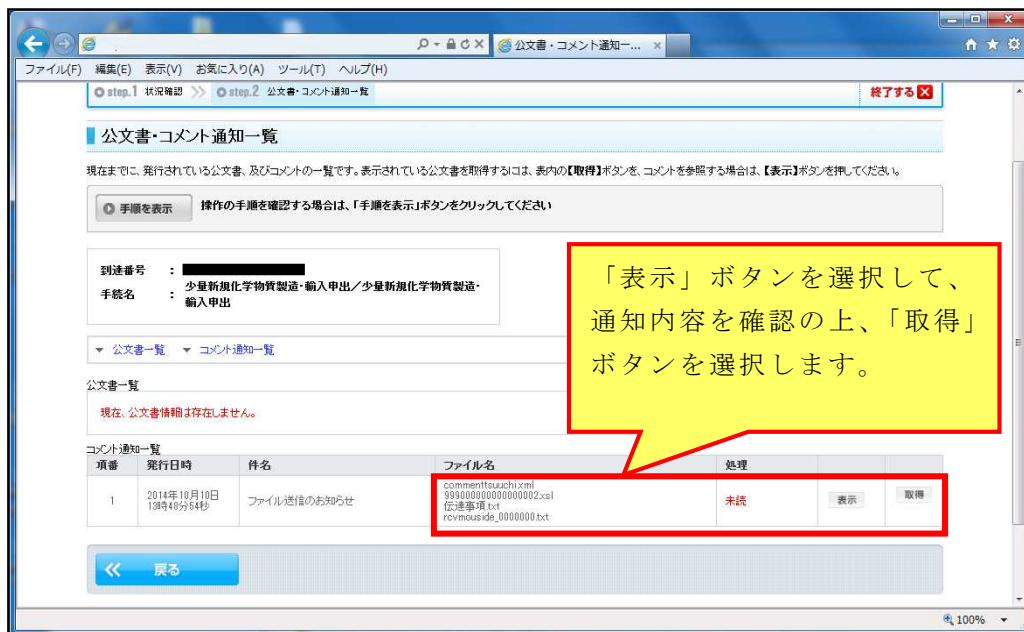 公文書・コメント通知一...
ファイル(F) 編集(E) 表示(V) お気に入り(A) ツール(T) ヘルプ(H)
step.1 状況確認 step.2 公文書・コメント通知一覧 終了する
公文書・コメント通知一覧
現在までに、発行されている公文書、及びコメントの一覧です。表示されている公文書を取得するには、表内の【取得】ボタンを、コメントを参照する場合は、【表示】ボタンを押してください。
手順を表示 操作の手順を確認する場合は、「手順を表示」ボタンをクリックしてください
到達番号 :
手続名 : 少量新規化学物質製造・輸入申出/少量新規化学物質製造・
輸入申出
「表示」ボタンを選択して、
通知内容を確認の上、「取得」
ボタンを選択します。
▼ 公文書一覧 ▼ コメント通知一覧
公文書一覧
現在、公文書情報は存在しません。
コメント通知一覧
項番 発行日時 件名 ファイル名 処理
1 2014年10月10日
13時48分54秒 ファイル送信のお知らせ
commenttsuuchi.xml
999000000000000002.xsl
伝達事項.txt
rcvmouside_0000000.txt
未読 表示 取得
戻る
100%